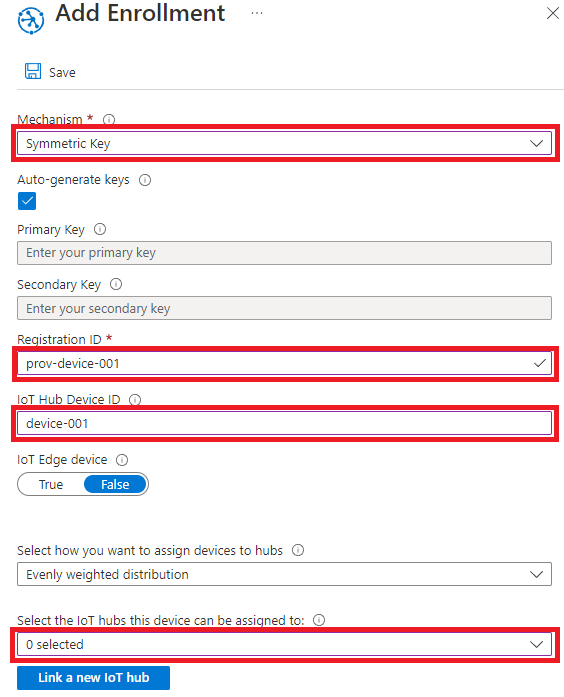 Add Enrollment ...
Save
Mechanism *
Symmetric Key
Auto-generate keys
Primary Key
Enter your primary key
Secondary Key
Enter your secondary key
Registration ID *
prov-device-001
IoT Hub Device ID
device-001
IoT Edge device
True False
Select how you want to assign devices to hubs
Evenly weighted distribution
Select the IoT hubs this device can be assigned to:
0 selected
Link a new IoT hub